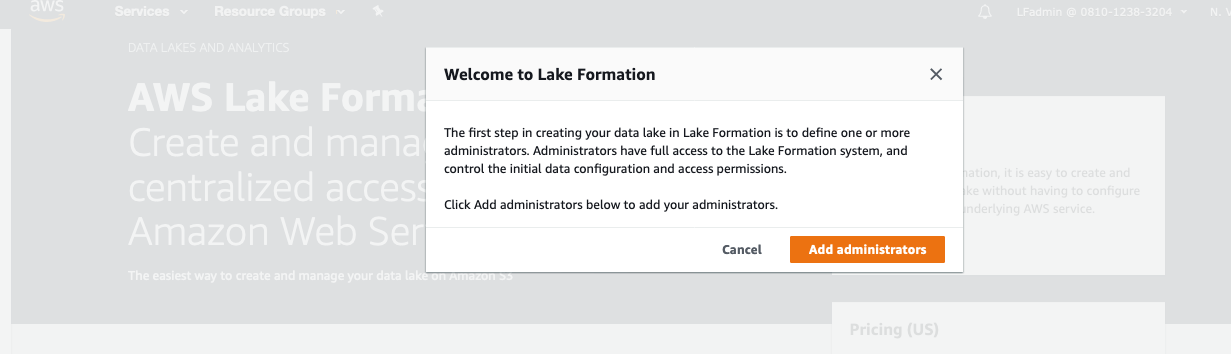 aws
Services
Resource Groups
LFadmin @ 0810-1238-3204
N. V
DATA LAKES AND ANALYTICS
AWS Lake Forma
Create and mana
centralized access
Amazon Web Ser
The easiest way to create and manage your data lake on Amazon S3
Welcome to Lake Formation
The first step in creating your data lake in Lake Formation is to define one or more
administrators. Administrators have full access to the Lake Formation system, and
control the initial data configuration and access permissions.
Click Add administrators below to add your administrators.
Cancel
Add administrators
mation, it is easy to create and
ake without having to configure
underlying AWS service.
Pricing (US)